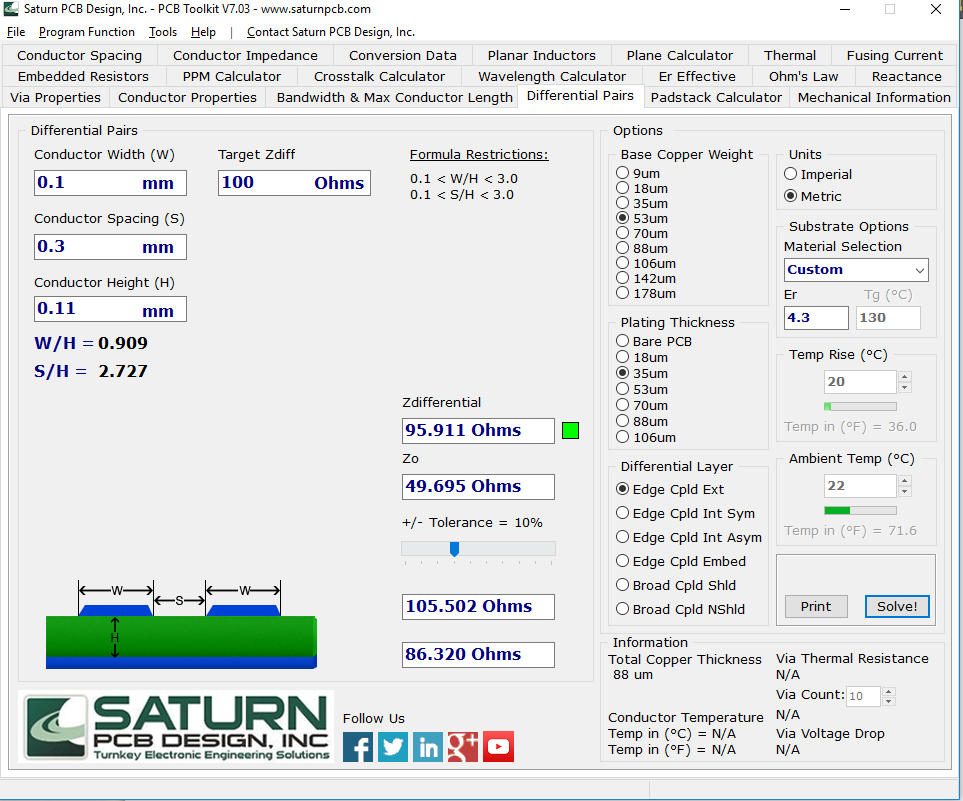 Saturn PCB Design, Inc. - PCB Toolkit V7.03 - www.saturnpcb.com
File Program Function Tools Help | Contact Saturn PCB Design, Inc.
Conductor Spacing Conductor Impedance Conversion Data Planar Inductors Plane Calculator Thermal Fusing Current
Embedded Resistors PPM Calculator Crosstalk Calculator Wavelength Calculator Er Effective Ohm's Law Reactance
Via Properties Conductor Properties Bandwidth & Max Conductor Length Differential Pairs Padstack Calculator Mechanical Information
Differential Pairs
Conductor Width (W)
0.1 mm
Conductor Spacing (S)
0.3 mm
Conductor Height (H)
0.11 mm
W/H = 0.909
S/H = 2.727
Target Zdiff
100 Ohms
Formula Restrictions:
0.1 < W/H < 3.0
0.1 < S/H < 3.0
Zdifferential
95.911 Ohms
Zo
49.695 Ohms
+/- Tolerance = 10%
105.502 Ohms
86.320 Ohms
W S W
H
Options
Base Copper Weight
9um
18um
35um
53um
70um
88um
106um
142um
178um
Plating Thickness
Bare PCB
18um
35um
53um
70um
88um
106um
Differential Layer
Edge Cpld Ext
Edge Cpld Int Sym
Edge Cpld Int Asym
Edge Cpld Embed
Broad Cpld Shld
Broad Cpld NShld
Units
Imperial
Metric
Substrate Options
Material Selection
Custom
Er Tg (°C)
4.3 130
Temp Rise (°C)
20
Temp in (°F) = 36.0
Ambient Temp (°C)
22
Temp in (°F) = 71.6
Print Solve!
Information
Total Copper Thickness
88 um
Conductor Temperature
Temp in (°C) = N/A
Temp in (°F) = N/A
Via Thermal Resistance
N/A
Via Count: 10
N/A
Via Voltage Drop
N/A
SATURN
PCB DESIGN, INC
Turnkey Electronic Engineering Solutions
Follow Us
f in g+